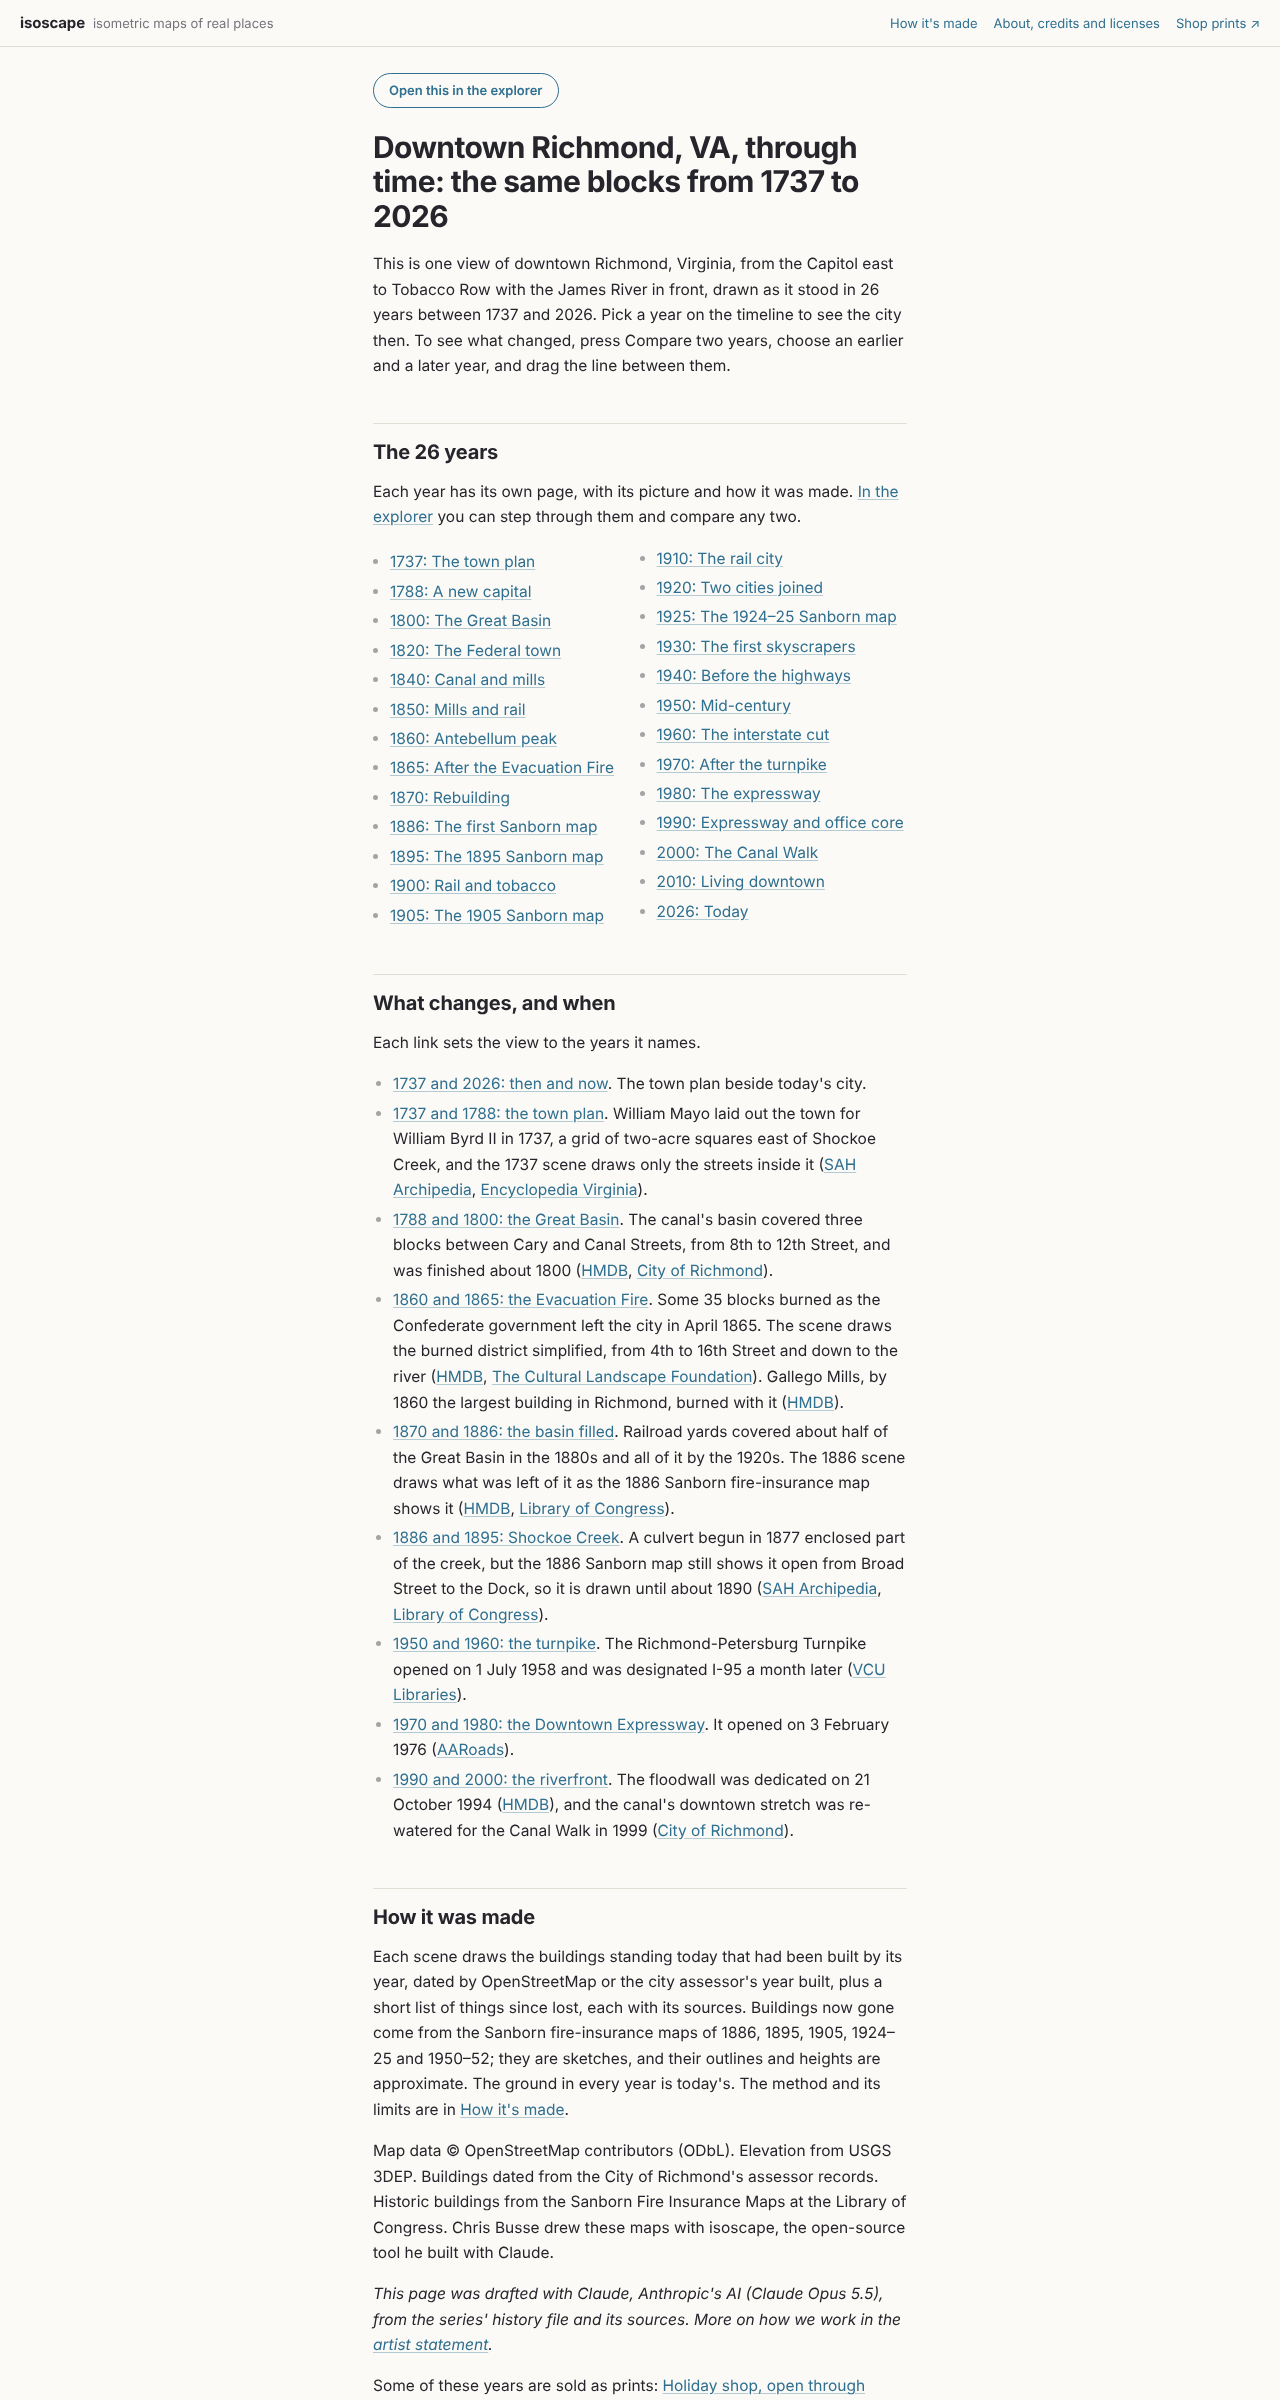 isoscape isometric maps of real places
How it's made About, credits and licenses Shop prints ↗
Open this in the explorer
Downtown Richmond, VA, through
time: the same blocks from 1737 to
2026
This is one view of downtown Richmond, Virginia, from the Capitol east
to Tobacco Row with the James River in front, drawn as it stood in 26
years between 1737 and 2026. Pick a year on the timeline to see the city
then. To see what changed, press Compare two years, choose an earlier
and a later year, and drag the line between them.
The 26 years
Each year has its own page, with its picture and how it was made. In the
explorer you can step through them and compare any two.
1737: The town plan
1788: A new capital
1800: The Great Basin
1820: The Federal town
1840: Canal and mills
1850: Mills and rail
1860: Antebellum peak
1865: After the Evacuation Fire
1870: Rebuilding
1886: The first Sanborn map
1895: The 1895 Sanborn map
1900: Rail and tobacco
1905: The 1905 Sanborn map
1910: The rail city
1920: Two cities joined
1925: The 1924–25 Sanborn map
1930: The first skyscrapers
1940: Before the highways
1950: Mid-century
1960: The interstate cut
1970: After the turnpike
1980: The expressway
1990: Expressway and office core
2000: The Canal Walk
2010: Living downtown
2026: Today
What changes, and when
Each link sets the view to the years it names.
1737 and 2026: then and now. The town plan beside today's city.
1737 and 1788: the town plan. William Mayo laid out the town for
William Byrd II in 1737, a grid of two-acre squares east of Shockoe
Creek, and the 1737 scene draws only the streets inside it (SAH
Archipedia, Encyclopedia Virginia).
1788 and 1800: the Great Basin. The canal's basin covered three
blocks between Cary and Canal Streets, from 8th to 12th Street, and
was finished about 1800 (HMDB, City of Richmond).
1860 and 1865: the Evacuation Fire. Some 35 blocks burned as the
Confederate government left the city in April 1865. The scene draws
the burned district simplified, from 4th to 16th Street and down to the
river (HMDB, The Cultural Landscape Foundation). Gallego Mills, by
1860 the largest building in Richmond, burned with it (HMDB).
1870 and 1886: the basin filled. Railroad yards covered about half of
the Great Basin in the 1880s and all of it by the 1920s. The 1886 scene
draws what was left of it as the 1886 Sanborn fire-insurance map
shows it (HMDB, Library of Congress).
1886 and 1895: Shockoe Creek. A culvert begun in 1877 enclosed part
of the creek, but the 1886 Sanborn map still shows it open from Broad
Street to the Dock, so it is drawn until about 1890 (SAH Archipedia,
Library of Congress).
1950 and 1960: the turnpike. The Richmond-Petersburg Turnpike
opened on 1 July 1958 and was designated I-95 a month later (VCU
Libraries).
1970 and 1980: the Downtown Expressway. It opened on 3 February
1976 (AARoads).
1990 and 2000: the riverfront. The floodwall was dedicated on 21
October 1994 (HMDB), and the canal's downtown stretch was re-
watered for the Canal Walk in 1999 (City of Richmond).
How it was made
Each scene draws the buildings standing today that had been built by its
year, dated by OpenStreetMap or the city assessor's year built, plus a
short list of things since lost, each with its sources. Buildings now gone
come from the Sanborn fire-insurance maps of 1886, 1895, 1905, 1924–
25 and 1950–52; they are sketches, and their outlines and heights are
approximate. The ground in every year is today's. The method and its
limits are in How it's made.
Map data © OpenStreetMap contributors (ODbL). Elevation from USGS
3DEP. Buildings dated from the City of Richmond's assessor records.
Historic buildings from the Sanborn Fire Insurance Maps at the Library of
Congress. Chris Busse drew these maps with isoscape, the open-source
tool he built with Claude.
This page was drafted with Claude, Anthropic's AI (Claude Opus 5.5),
from the series' history file and its sources. More on how we work in the
artist statement.
Some of these years are sold as prints: Holiday shop, open through